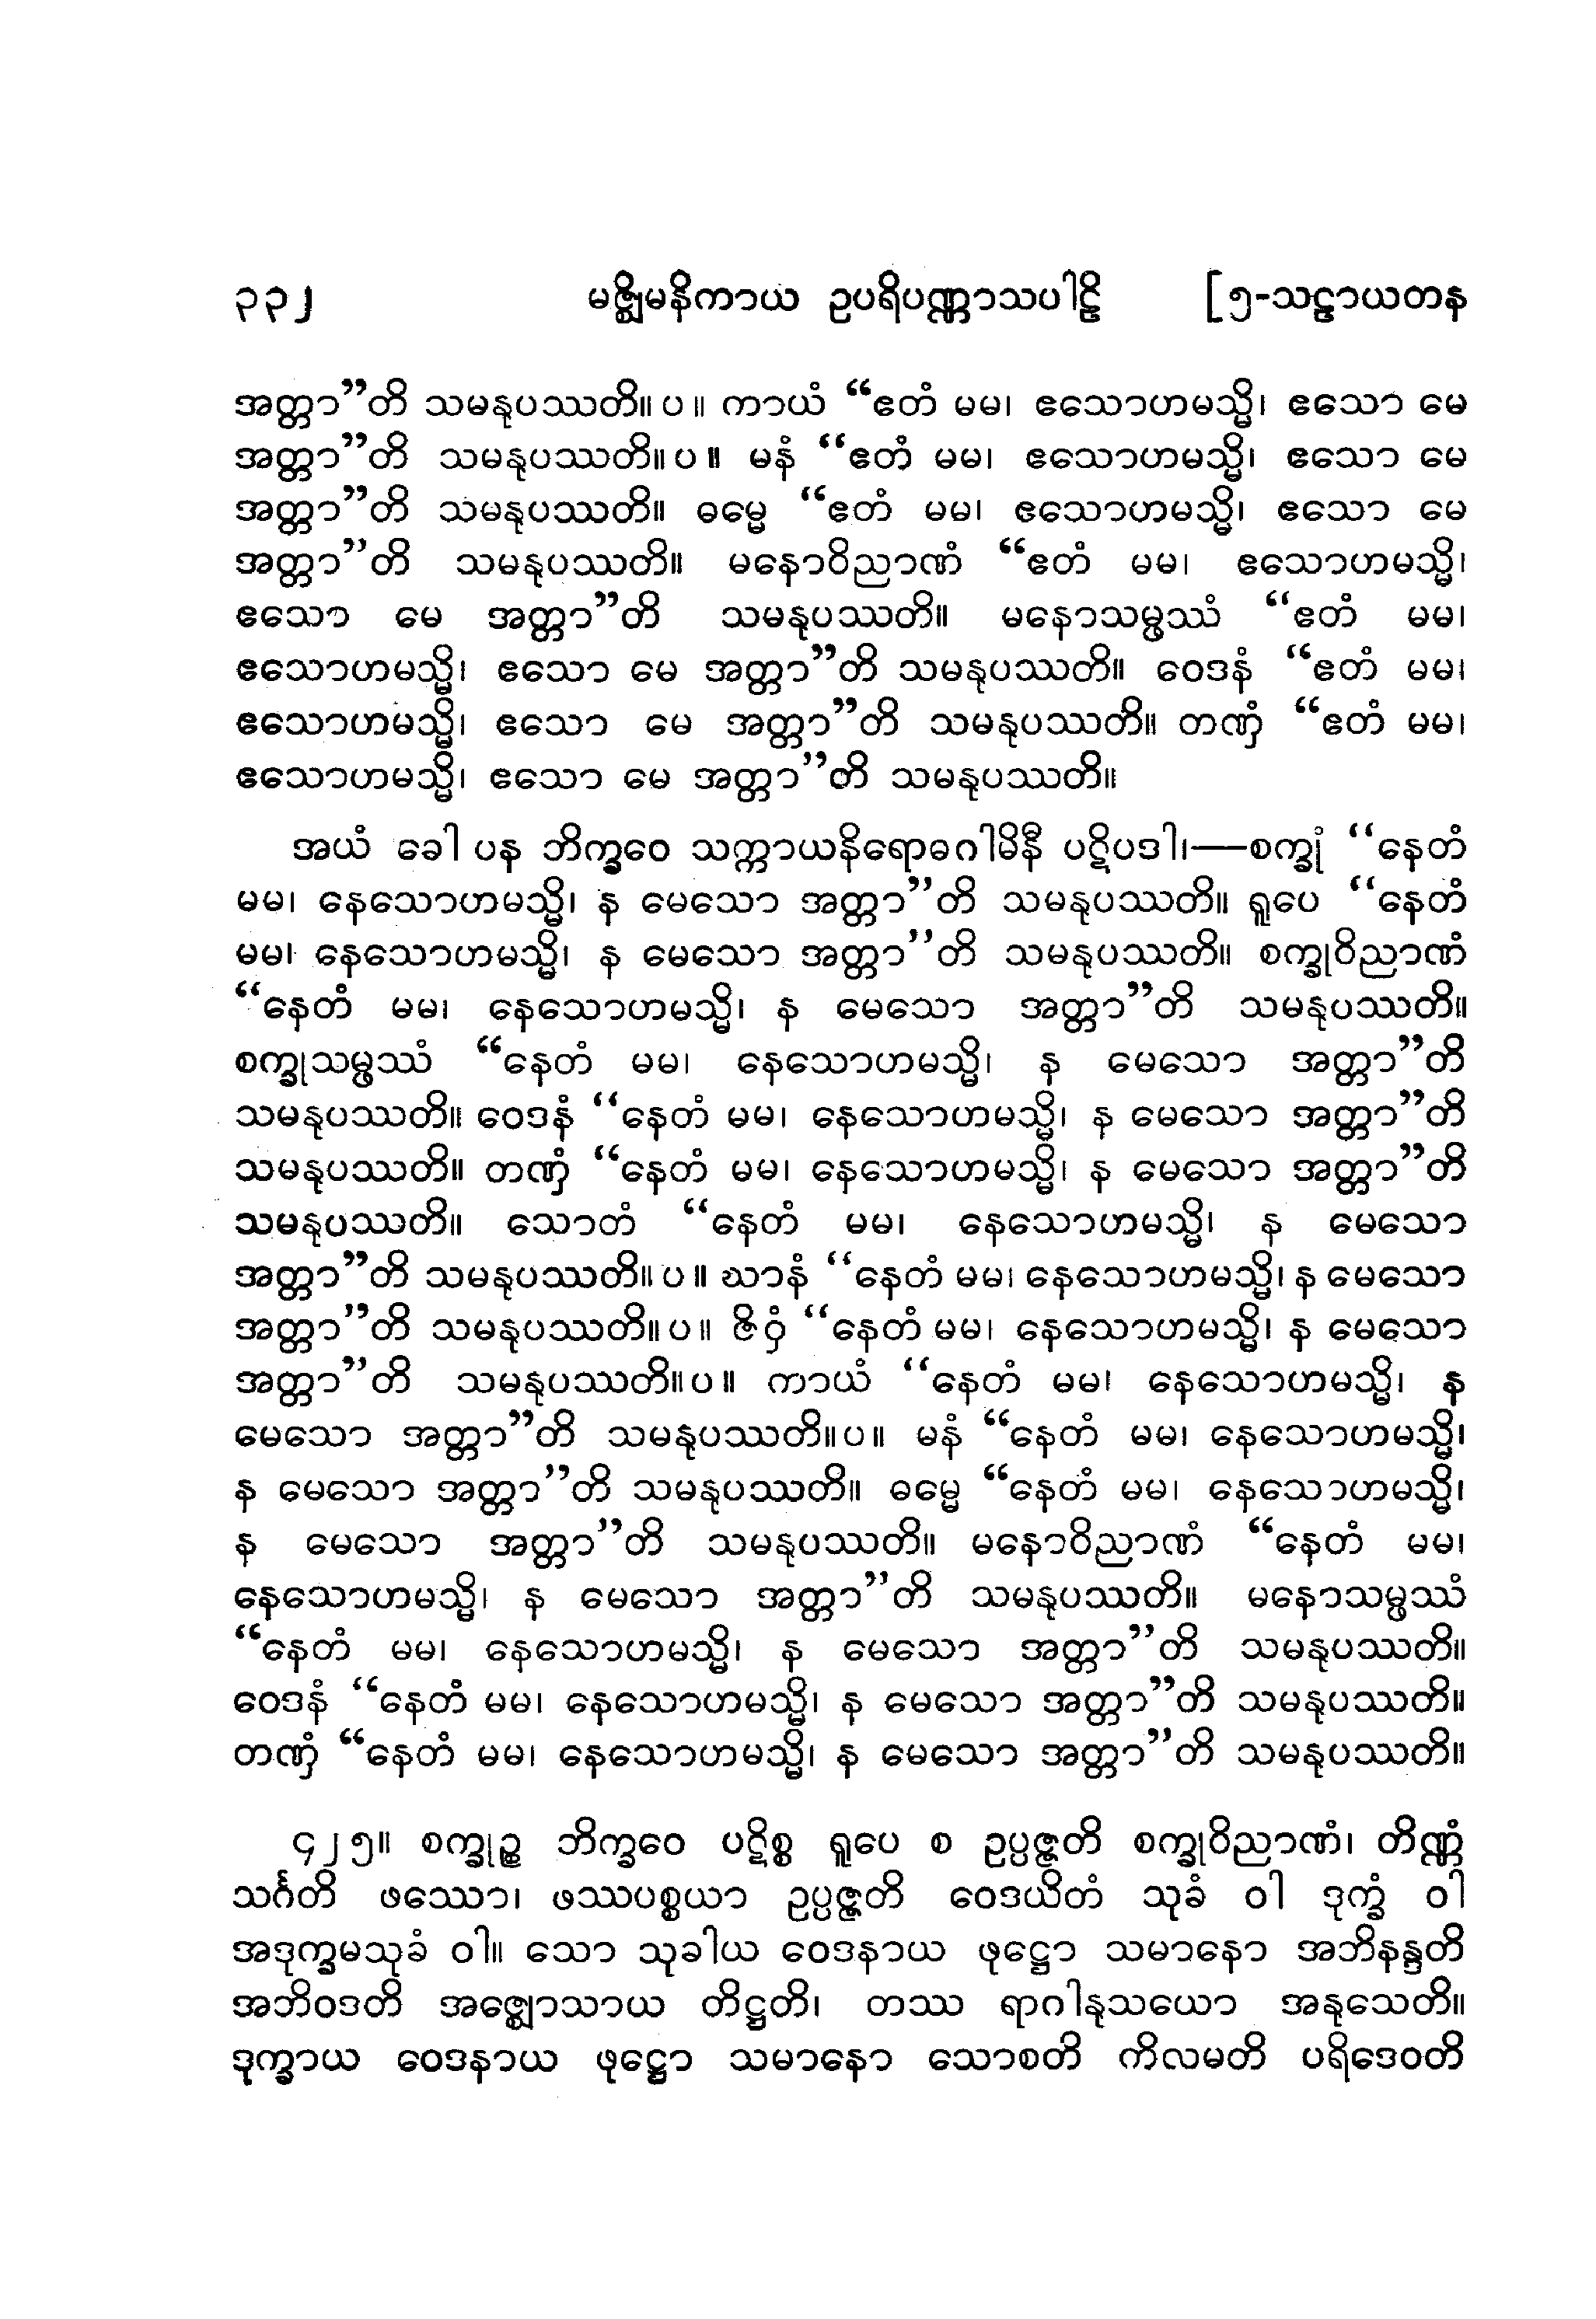 ၃၃၂ မဇ္ဈိမနိကာယ ဥပရိပဏ္ဏာသပါဠိ [၅-သဠာယတန
အတ္တာ”တိ သမနုပဿတိ။ ပ ။ ကာယံ “ဧတံ မမ၊ ဧသောဟမသ္မိ၊ ဧသော မေ
အတ္တာ”တိ သမနုပဿတိ။ ပ ။ မနံ “ဧတံ မမ၊ ဧသောဟမသ္မိ၊ ဧသော မေ
အတ္တာ”တိ သမနုပဿတိ။ ဓမ္မေ “ဧတံ မမ၊ ဧသောဟမသ္မိ၊ ဧသော မေ
အတ္တာ”တိ သမနုပဿတိ။ မနောဝိညာဏံ “ဧတံ မမ၊ ဧသောဟမသ္မိ၊
ဧသော မေ အတ္တာ”တိ သမနုပဿတိ။ မနောသမ္ဖဿံ “ဧတံ မမ၊
ဧသောဟမသ္မိ၊ ဧသော မေ အတ္တာ”တိ သမနုပဿတိ။ ဝေဒနံ “ဧတံ မမ၊
ဧသောဟမသ္မိ၊ ဧသော မေ အတ္တာ”တိ သမနုပဿတိ။ တဏှံ “ဧတံ မမ၊
ဧသောဟမသ္မိ၊ ဧသော မေ အတ္တာ”တိ သမနုပဿတိ။
အယံ ခေါ ပန ဘိက္ခဝေ သက္ကာယနိရောဓဂါမိနီ ပဋိပဒါ၊—စက္ခုံ “နေတံ
မမ၊ နေသောဟမသ္မိ၊ န မေသော အတ္တာ”တိ သမနုပဿတိ။ ရူပေ “နေတံ
မမ၊ နေသောဟမသ္မိ၊ န မေသော အတ္တာ”တိ သမနုပဿတိ။ စက္ခုဝိညာဏံ
“နေတံ မမ၊ နေသောဟမသ္မိ၊ န မေသော အတ္တာ”တိ သမနုပဿတိ။
စက္ခုသမ္ဖဿံ “နေတံ မမ၊ နေသောဟမသ္မိ၊ န မေသော အတ္တာ”တိ
သမနုပဿတိ။ ဝေဒနံ “နေတံ မမ၊ နေသောဟမသ္မိ၊ န မေသော အတ္တာ”တိ
သမနုပဿတိ။ တဏှံ “နေတံ မမ၊ နေသောဟမသ္မိ၊ န မေသော အတ္တာ”တိ
သမနုပဿတိ။ သောတံ “နေတံ မမ၊ နေသောဟမသ္မိ၊ န မေသော
အတ္တာ”တိ သမနုပဿတိ။ ပ ။ ဃာနံ “နေတံ မမ၊ နေသောဟမသ္မိ၊ န မေသော
အတ္တာ”တိ သမနုပဿတိ။ ပ ။ ဇိဝှံ “နေတံ မမ၊ နေသောဟမသ္မိ၊ န မေသော
အတ္တာ”တိ သမနုပဿတိ။ ပ ။ ကာယံ “နေတံ မမ၊ နေသောဟမသ္မိ၊ န
မေသော အတ္တာ”တိ သမနုပဿတိ။ ပ ။ မနံ “နေတံ မမ၊ နေသောဟမသ္မိ၊
န မေသော အတ္တာ”တိ သမနုပဿတိ။ ဓမ္မေ “နေတံ မမ၊ နေသောဟမသ္မိ၊
န မေသော အတ္တာ”တိ သမနုပဿတိ။ မနောဝိညာဏံ “နေတံ မမ၊
နေသောဟမသ္မိ၊ န မေသော အတ္တာ”တိ သမနုပဿတိ။ မနောသမ္ဖဿံ
“နေတံ မမ၊ နေသောဟမသ္မိ၊ န မေသော အတ္တာ”တိ သမနုပဿတိ။
ဝေဒနံ “နေတံ မမ၊ နေသောဟမသ္မိ၊ န မေသော အတ္တာ”တိ သမနုပဿတိ။
တဏှံ “နေတံ မမ၊ နေသောဟမသ္မိ၊ န မေသော အတ္တာ”တိ သမနုပဿတိ။
၄၂၅။ စက္ခုဉ္စ ဘိက္ခဝေ ပဋိစ္စ ရူပေ စ ဥပ္ပဇ္ဇတိ စက္ခုဝိညာဏံ၊ တိဏ္ဏံ
သင်္ဂတိ ဖဿော၊ ဖဿပစ္စယာ ဥပ္ပဇ္ဇတိ ဝေဒယိတံ သုခံ ဝါ ဒုက္ခံ ဝါ
အဒုက္ခမသုခံ ဝါ။ သော သုခါယ ဝေဒနာယ ဖုဋ္ဌော သမာနော အဘိနန္ဒတိ
အဘိဝဒတိ အဇ္ဈောသာယ တိဋ္ဌတိ၊ တဿ ရာဂါနုသယော အနုသေတိ။
ဒုက္ခာယ ဝေဒနာယ ဖုဋ္ဌော သမာနော သောစတိ ကိလမတိ ပရိဒေဝတိ